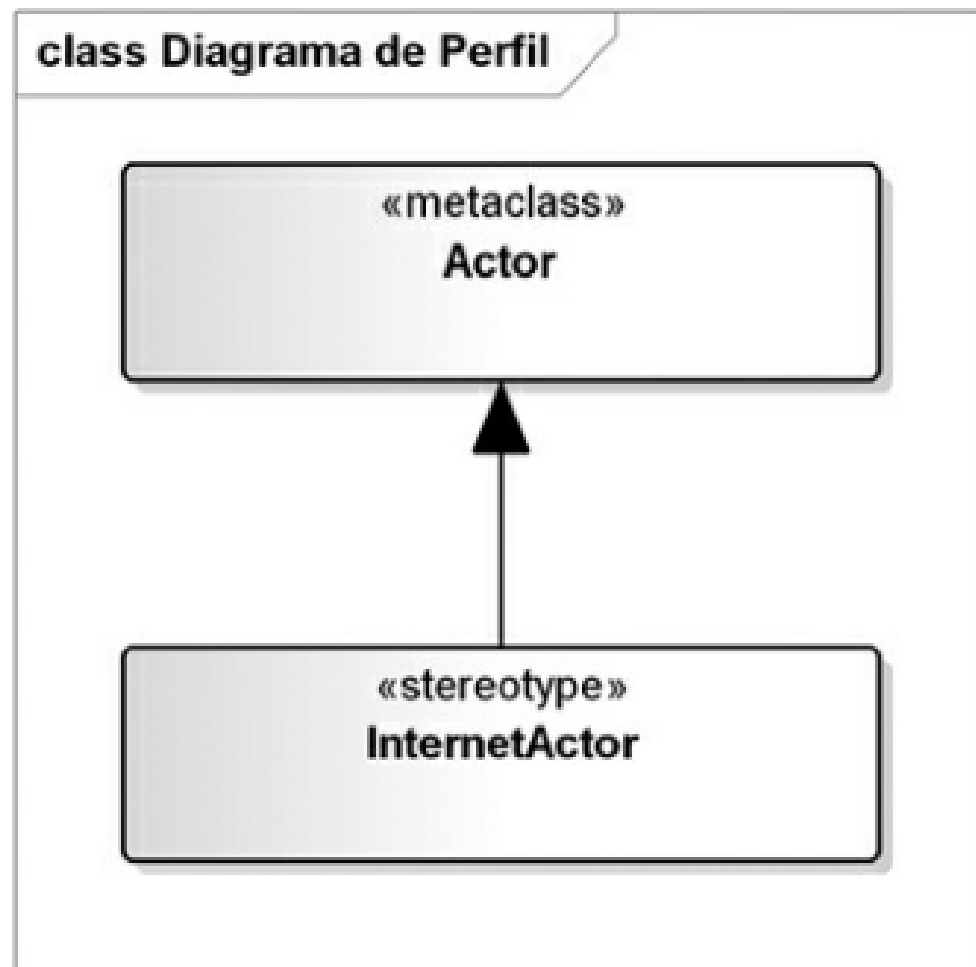 class Diagrama de Perfil
«metaclass»
Actor
«stereotype»
InternetActor